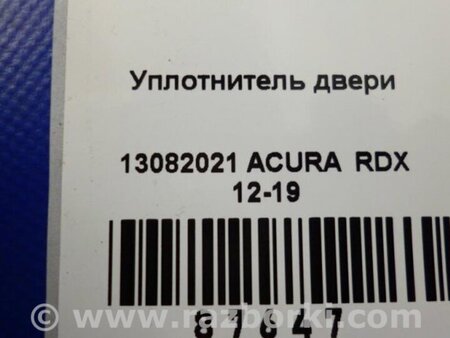 Уплотнитель двери
13082021 ACURA RDX
12-19
www.razborki.com